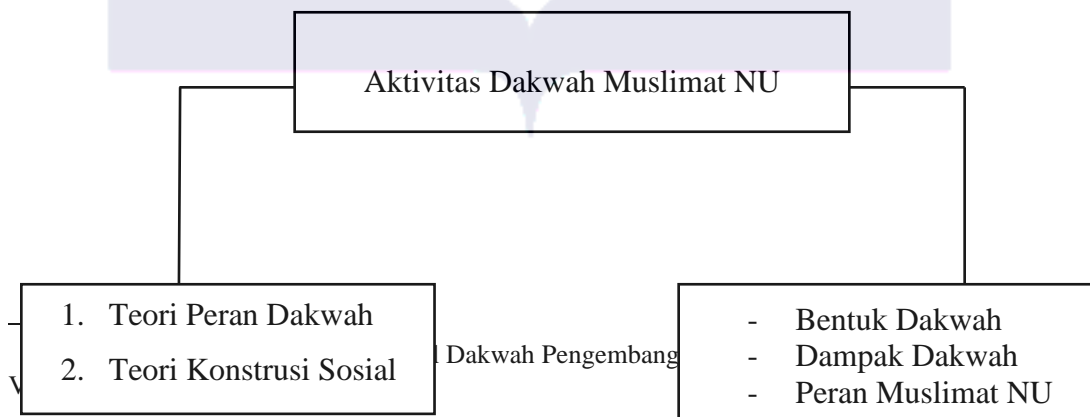 Aktivitas Dakwah Muslimat NU
1. Teori Peran Dakwah
2. Teori Konstrusi Sosial
Dakwah Pengembang
- Bentuk Dakwah
- Dampak Dakwah
- Peran Muslimat NU